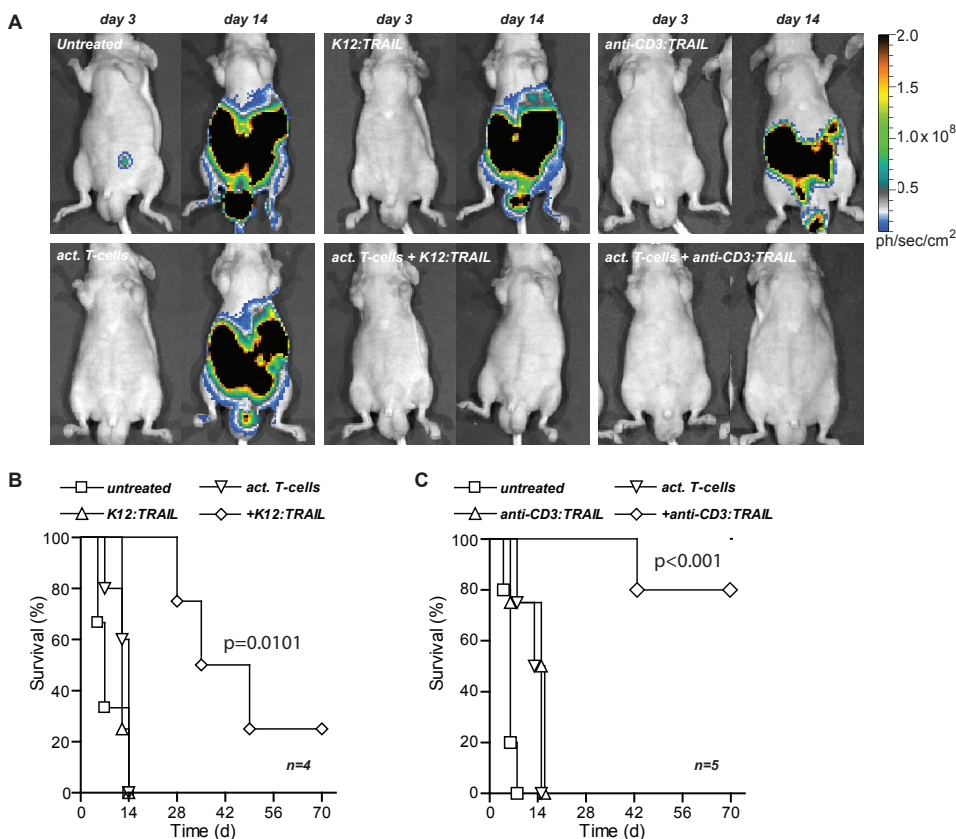 A
day 3 day 14 day 3 day 14 day 3 day 14
Untreated K12:TRAIL anti-CD3:TRAIL
2.0
1.5
1.0 x 10⁸
0.5
ph/sec/cm²
act. T-cells act. T-cells + K12:TRAIL act. T-cells + anti-CD3:TRAIL
B
untreated act. T-cells
K12:TRAIL +K12:TRAIL
100
80
60
40
20
0
Survival (%)
p=0.0101
n=4
0 14 28 42 56 70
Time (d)
C
untreated act. T-cells
anti-CD3:TRAIL +anti-CD3:TRAIL
100
80
60
40
20
0
Survival (%)
p<0.001
n=5
0 14 28 42 56 70
Time (d)